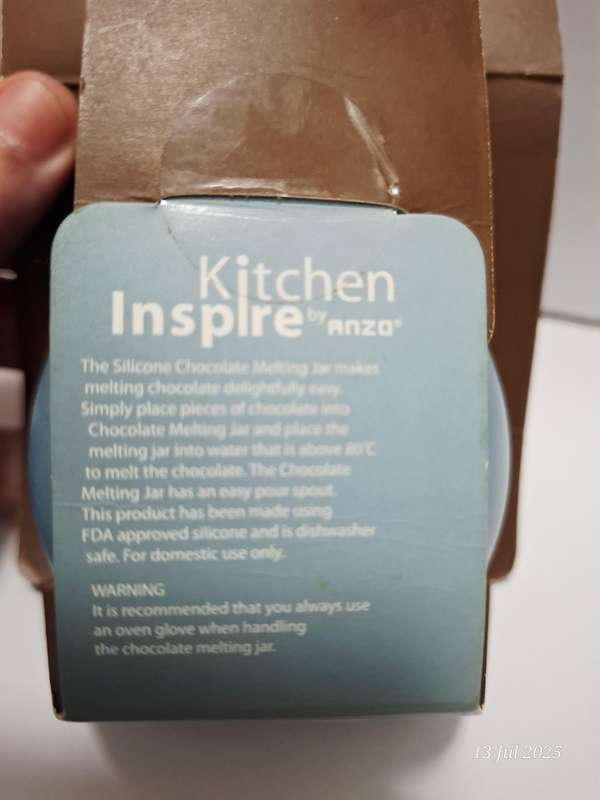 Kitchen
Inspire by ANZO®
The Silicone Chocolate Melting Jar makes
melting chocolate delightfully easy.
Simply place pieces of chocolate into
Chocolate Melting Jar and place the
melting jar into water that is above 80°C
to melt the chocolate. The Chocolate
Melting Jar has an easy pour spout.
This product has been made using
FDA approved silicone and is dishwasher
safe. For domestic use only.
WARNING
It is recommended that you always use
an oven glove when handling
the chocolate melting jar.
13 Jul 2025